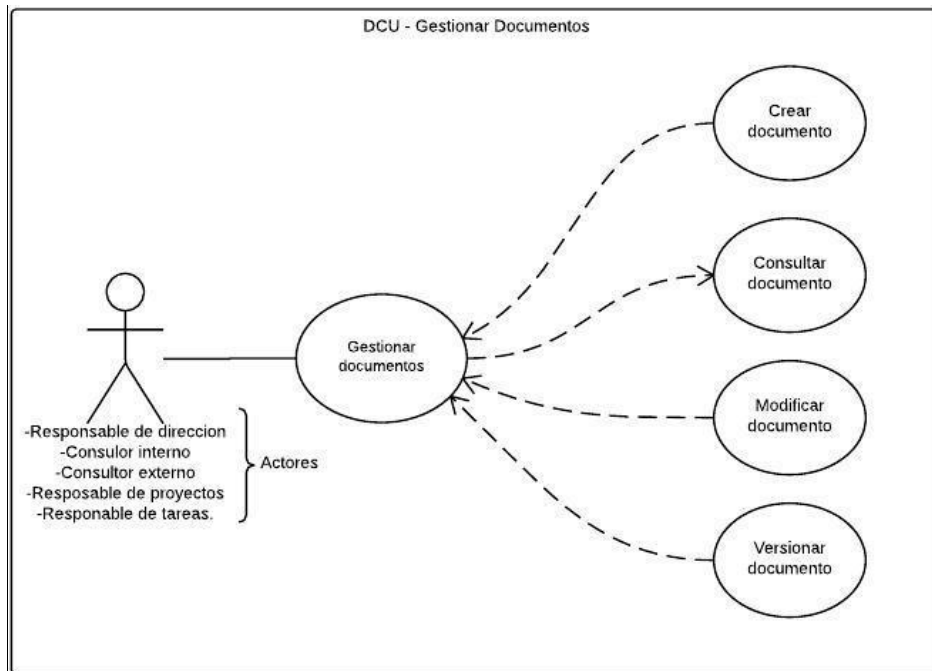 DCU - Gestionar Documentos
Crear
documento
Consultar
documento
Gestionar
documentos
Modificar
documento
-Responsable de direccion
-Consulor interno
-Consultor externo
-Resposable de proyectos
-Responable de tareas.
Actores
Versionar
documento